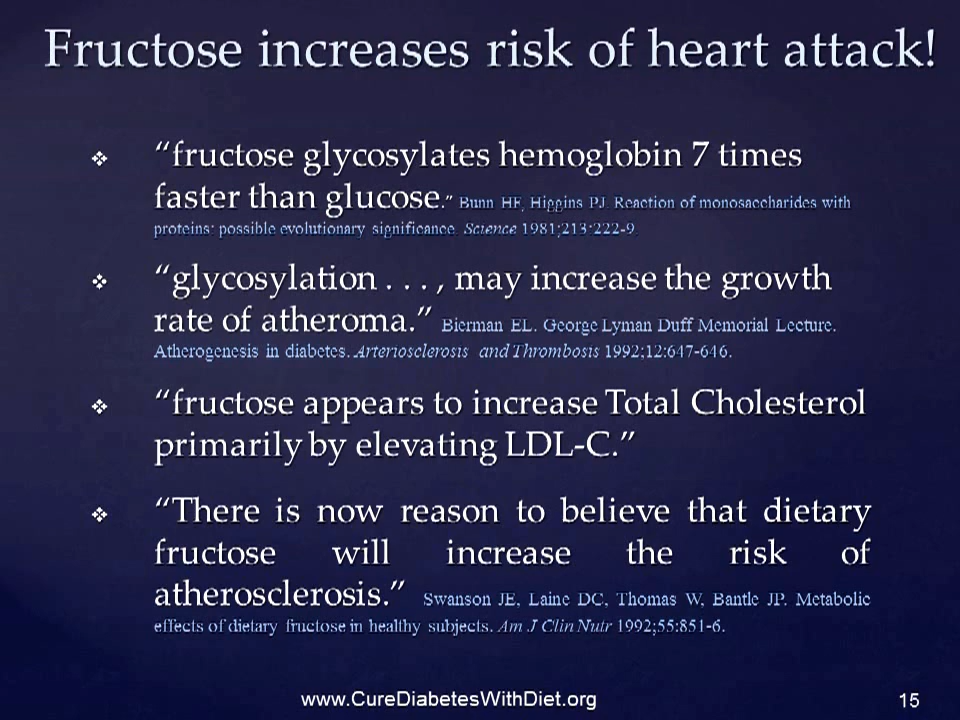 Fructose increases risk of heart attack!
❖ “fructose glycosylates hemoglobin 7 times
faster than glucose.” Bunn HF, Higgins PJ. Reaction of monosaccharides with
proteins: possible evolutionary significance. Science 1981;213:222-9.
❖ “glycosylation . . . , may increase the growth
rate of atheroma.” Bierman EL. George Lyman Duff Memorial Lecture.
Atherogenesis in diabetes. Arteriosclerosis and Thrombosis 1992;12:647-646.
❖ “fructose appears to increase Total Cholesterol
primarily by elevating LDL-C.”
❖ “There is now reason to believe that dietary
fructose will increase the risk of
atherosclerosis.” Swanson JE, Laine DC, Thomas W, Bantle JP. Metabolic
effects of dietary fructose in healthy subjects. Am J Clin Nutr 1992;55:851-6.
www.CureDiabetesWithDiet.org
15